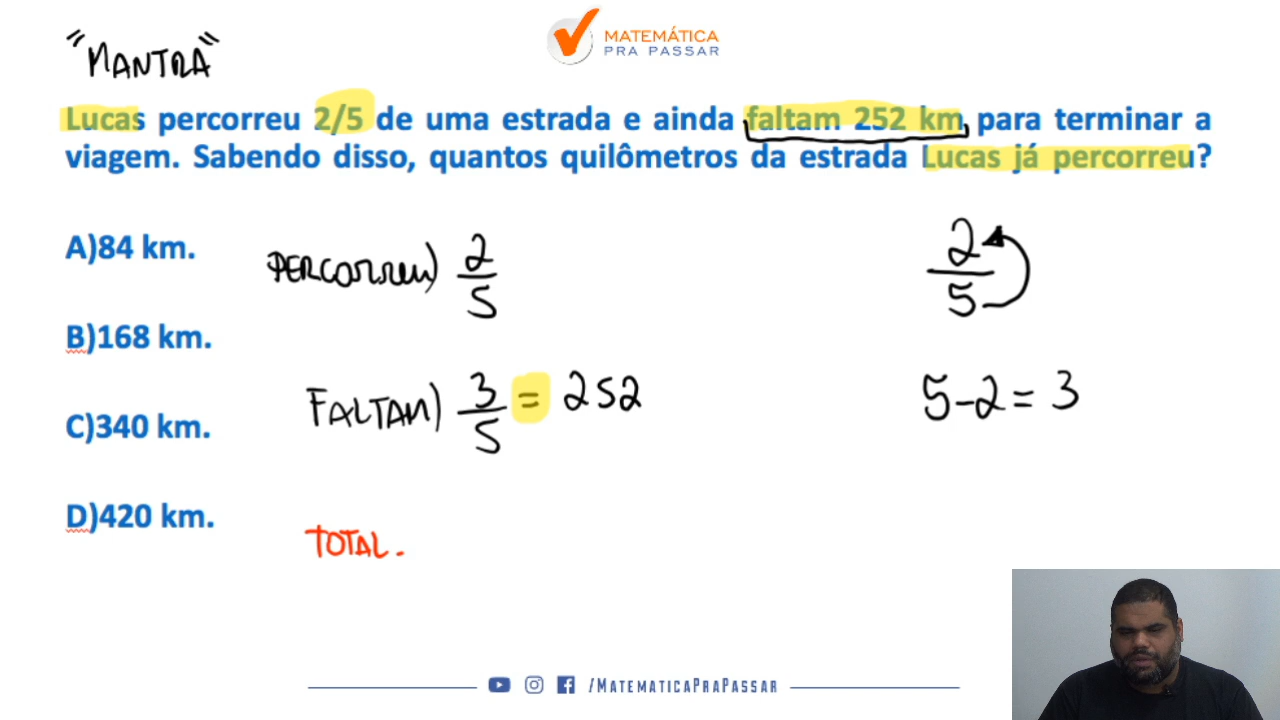 "MANTRA"
MATEMÁTICA
PRA PASSAR
Lucas percorreu 2/5 de uma estrada e ainda faltam 252 km, para terminar a
viagem. Sabendo disso, quantos quilômetros da estrada Lucas já percorreu?
A)84 km.
PERCORREU) 2/5
2/5
B)168 km.
FALTAM) 3/5 = 252
5-2=3
C)340 km.
D)420 km.
TOTAL.
/MATEMATICAPRAPASSAR